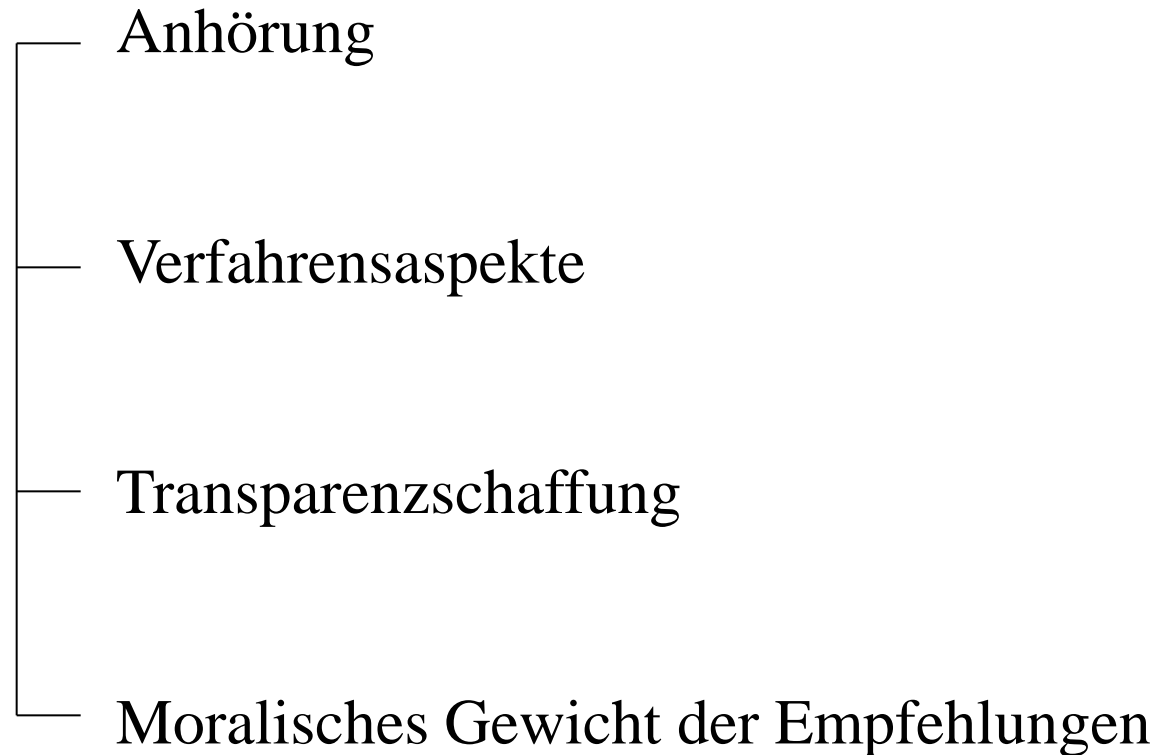 Anhörung
Verfahrensaspekte
Transparenzschaffung
Moralisches Gewicht der Empfehlungen